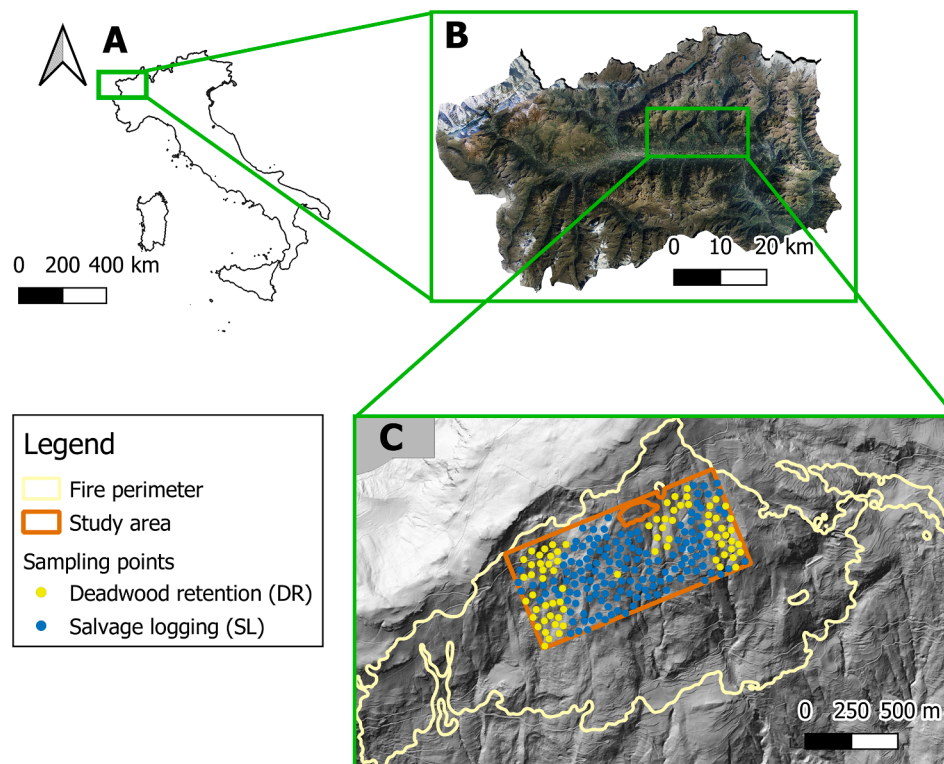 A
B
0 200 400 km
0 10 20 km
Legend
Fire perimeter
Study area
Sampling points
Deadwood retention (DR)
Salvage logging (SL)
C
0 250 500 m